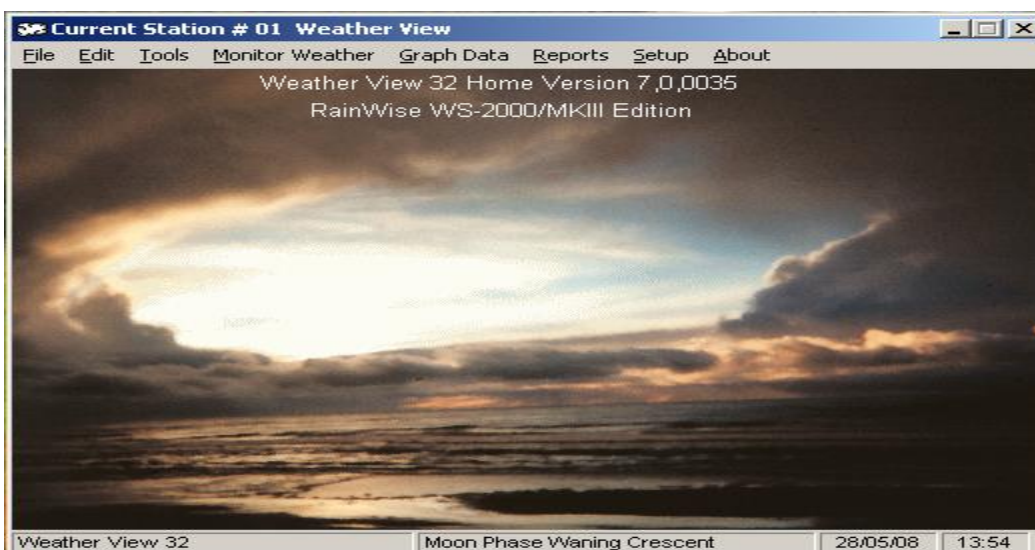 Current Station # 01 Weather View
File Edit Tools Monitor Weather Graph Data Reports Setup About
Weather View 32 Home Version 7,0,0035
RainWise WS-2000/MKIII Edition
Weather View 32 Moon Phase Waning Crescent 28/05/08 13:54